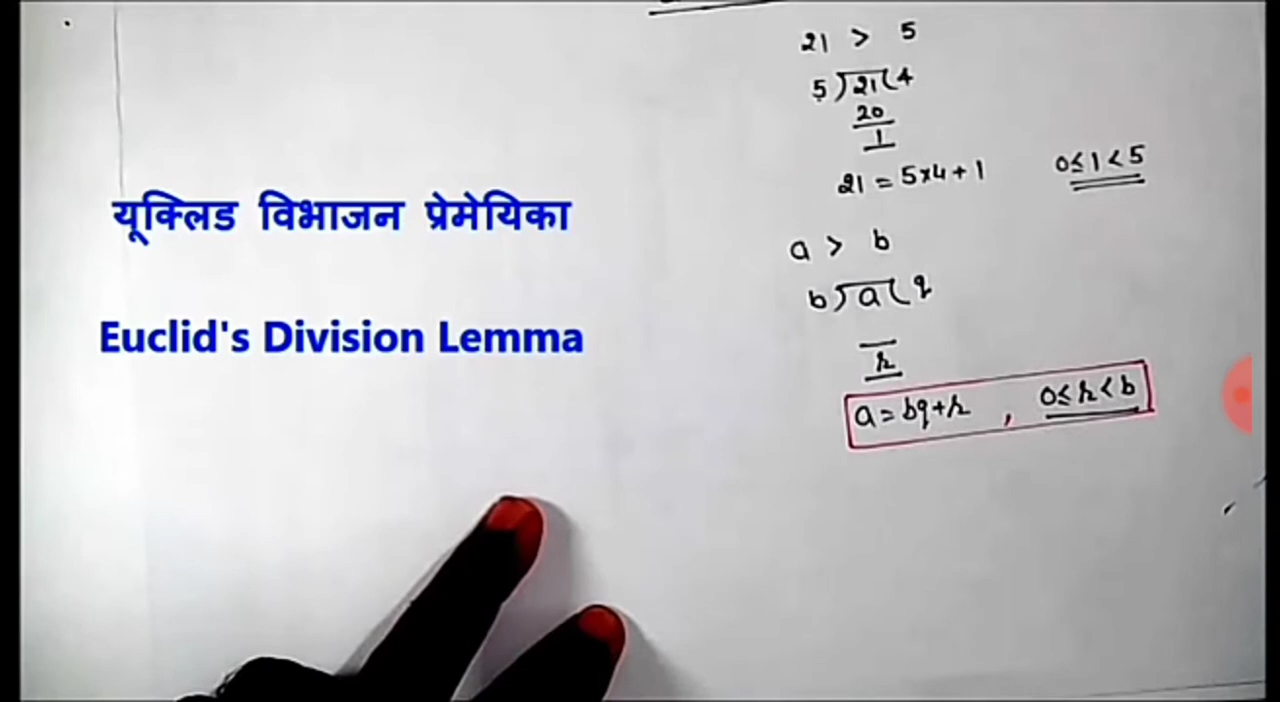 यूक्लिड विभाजन प्रेमेयिका
Euclid's Division Lemma
21 > 5
5)21(4
20
1
21 = 5x4+1 0≤1<5
a > b
b)a(q
r
a = bq+r , 0≤r<b